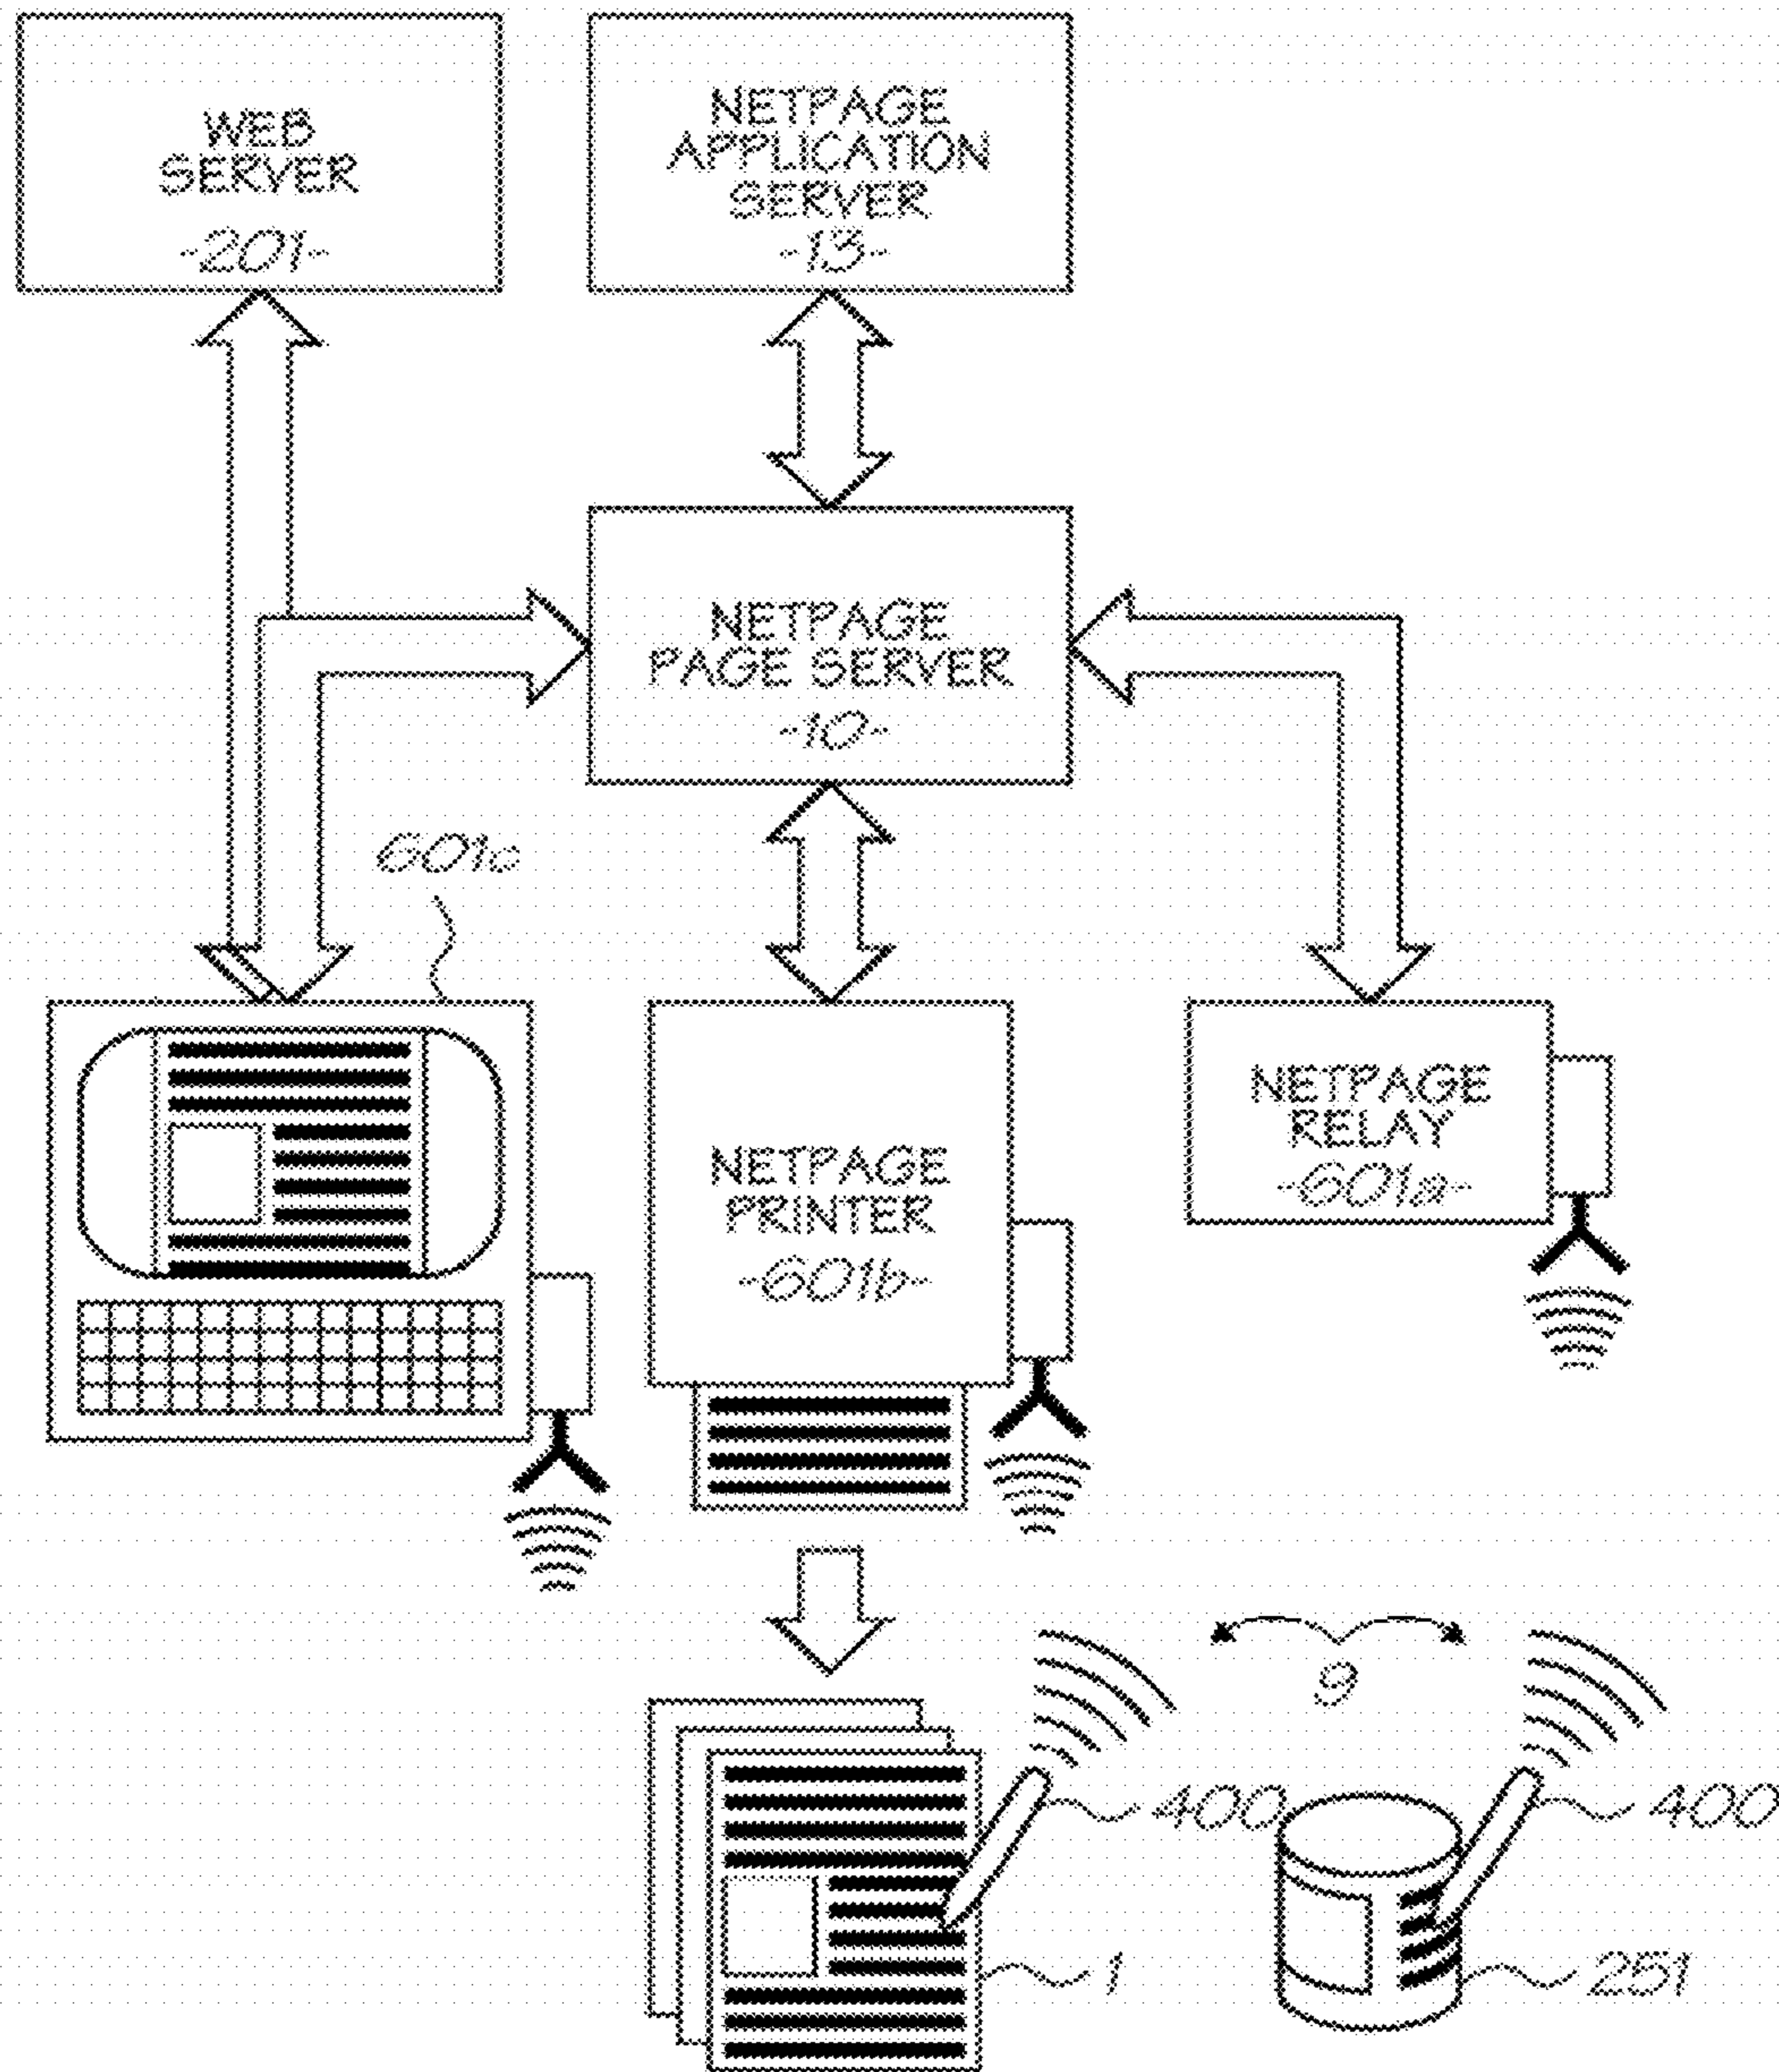 WEB
SERVER
-201-
NETPAGE
APPLICATION
SERVER
-13-
NETPAGE
PAGE SERVER
-10-
601c
NETPAGE
PRINTER
-601b-
NETPAGE
RELAY
-601a-
9
400
400
1
251